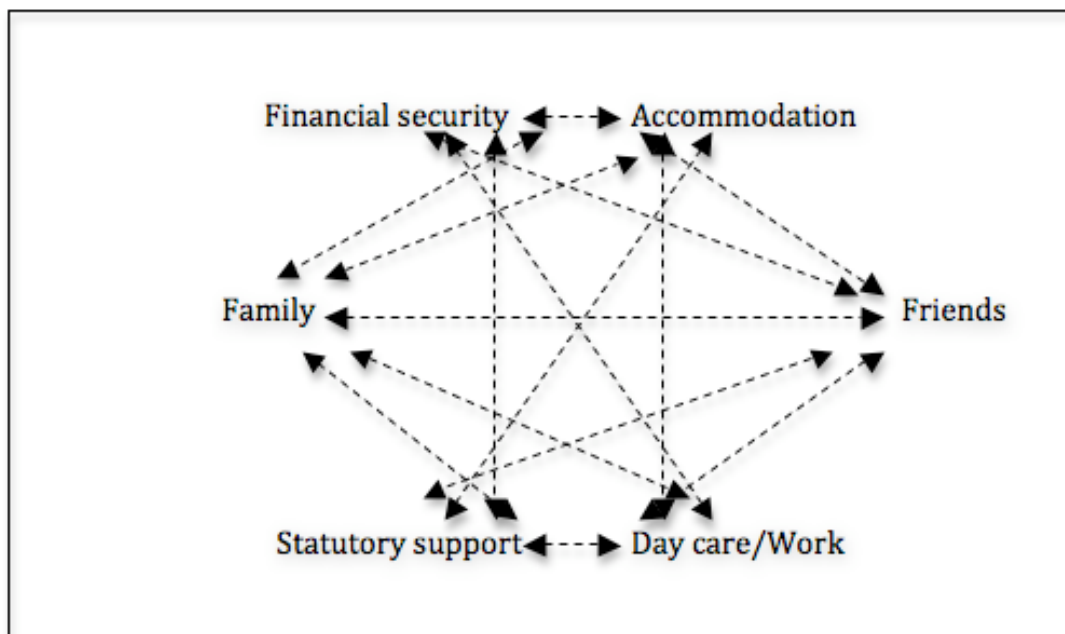 Financial security Accommodation
Family Friends
Statutory support Day care/Work